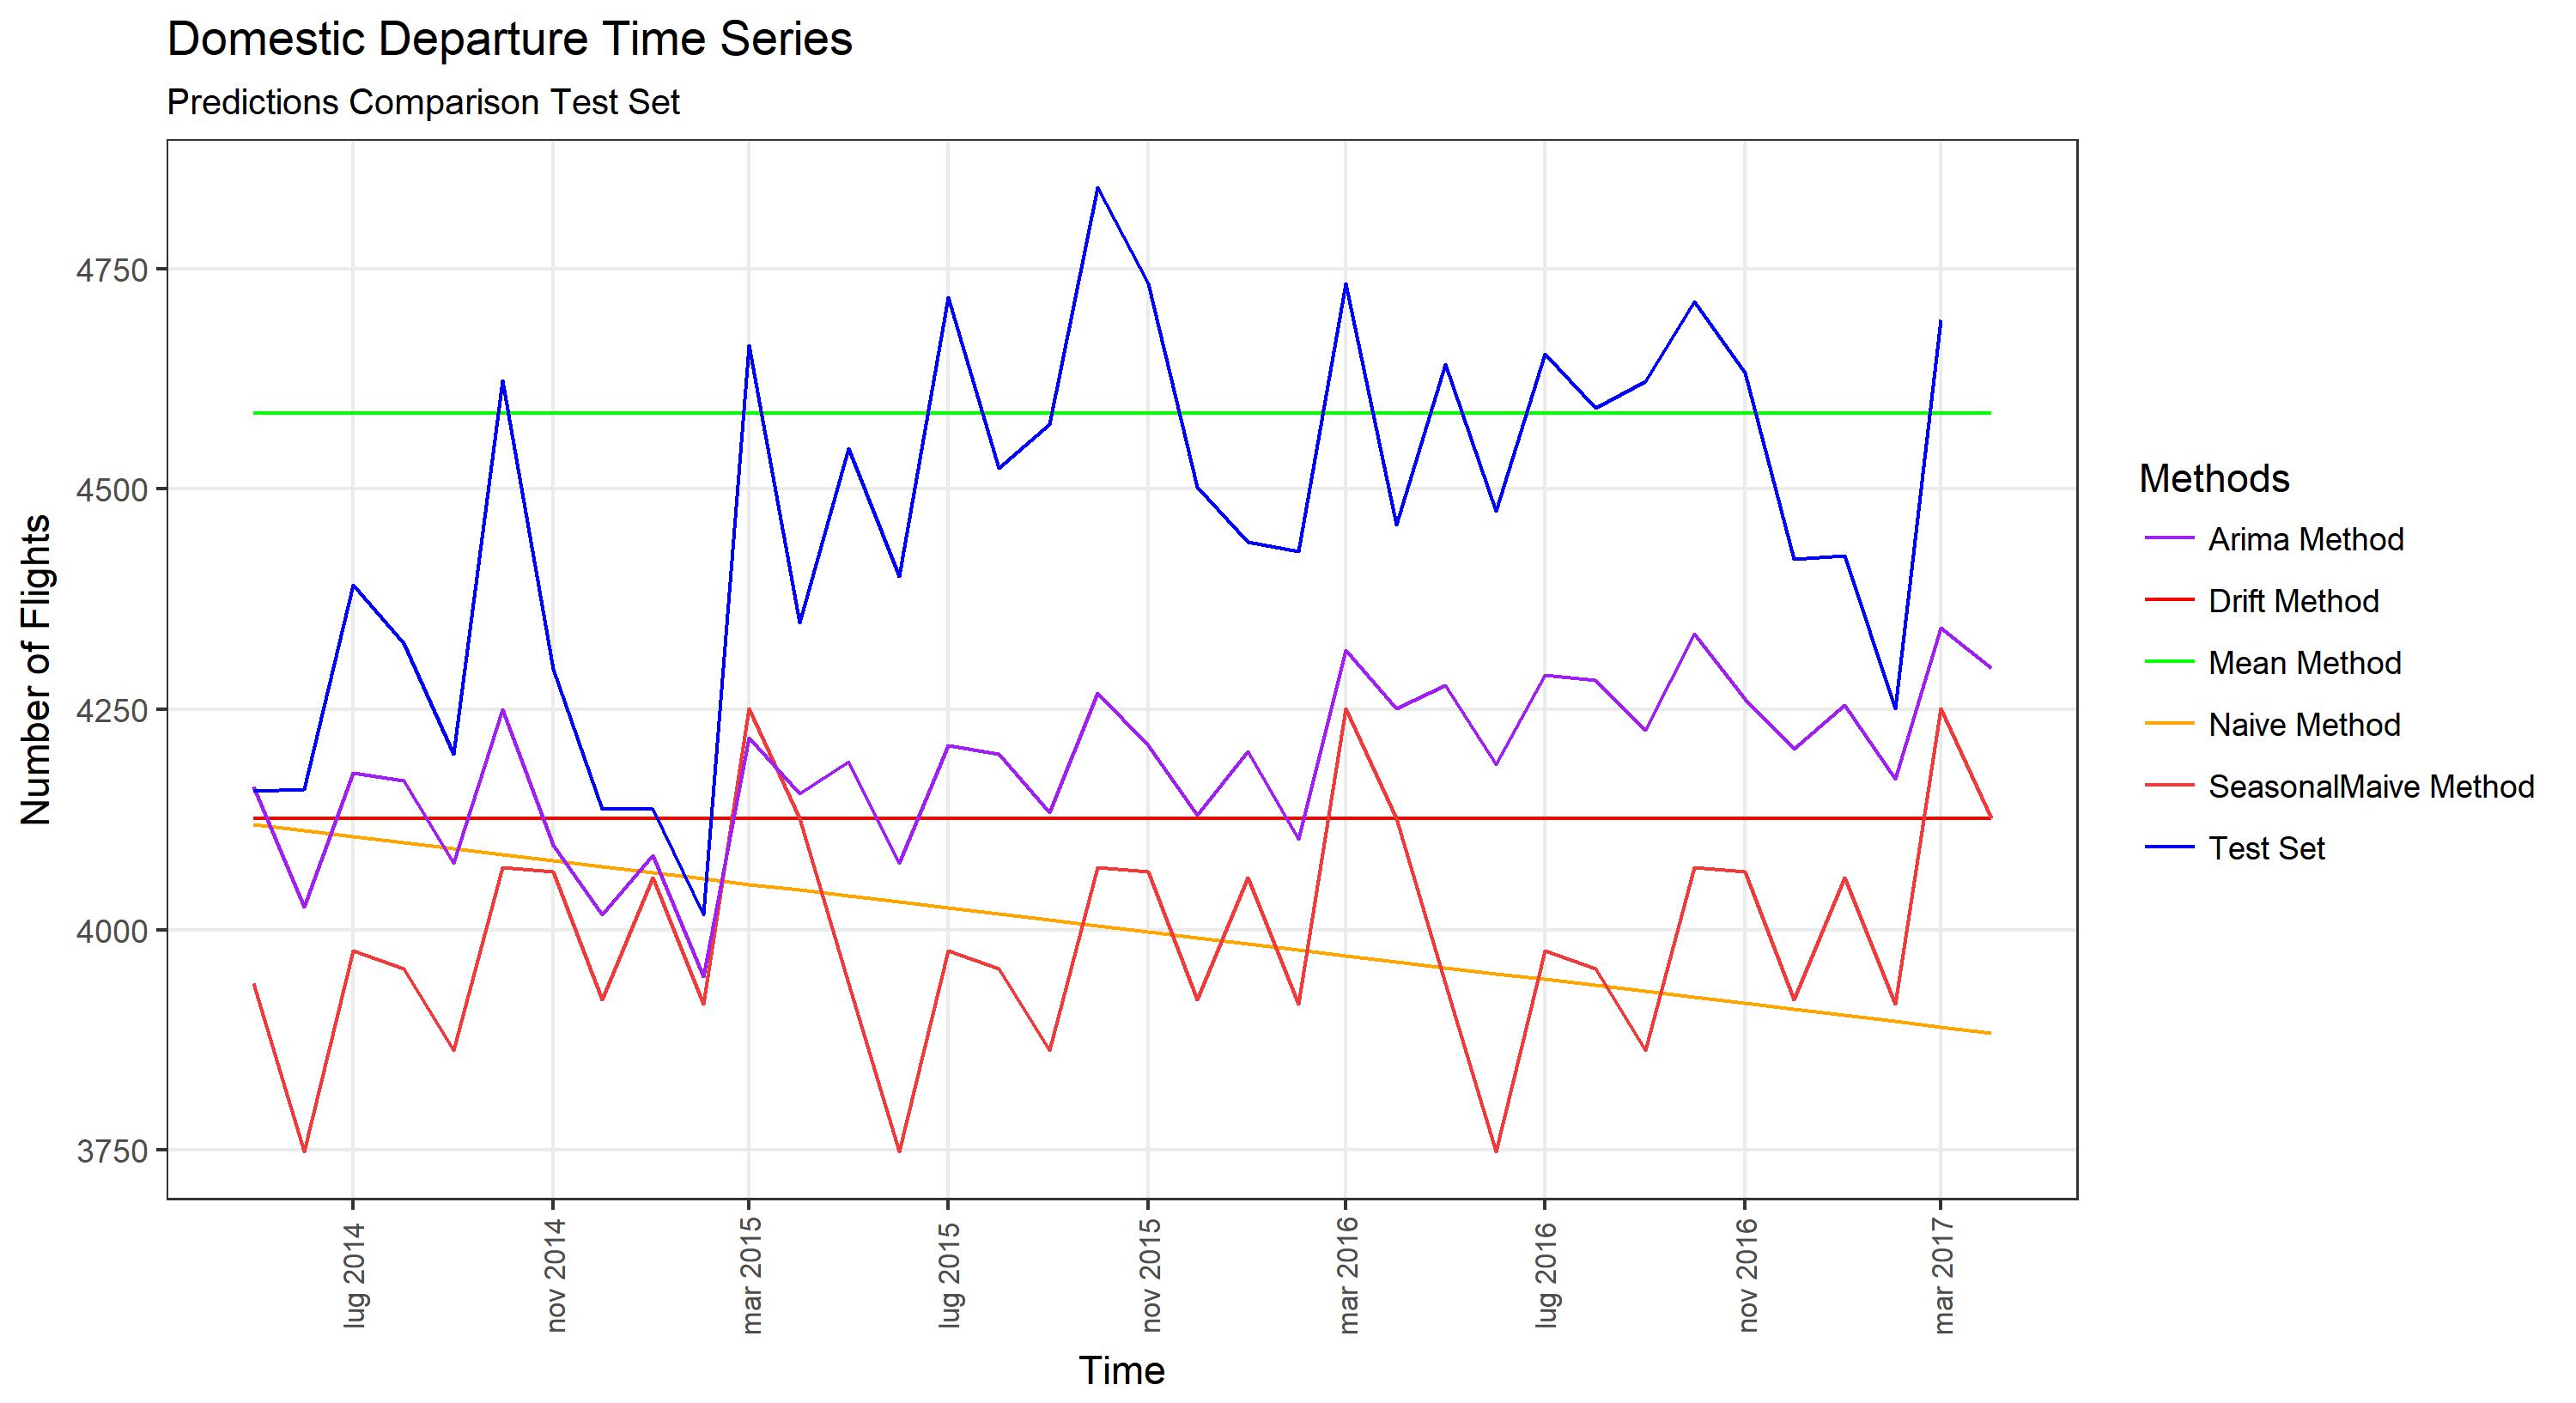 Domestic Departure Time Series
Predictions Comparison Test Set
Number of Flights
4750
4500
4250
4000
3750
lug 2014
nov 2014
mar 2015
lug 2015
nov 2015
mar 2016
lug 2016
nov 2016
mar 2017
Time
Methods
Arima Method
Drift Method
Mean Method
Naive Method
SeasonalMaive Method
Test Set